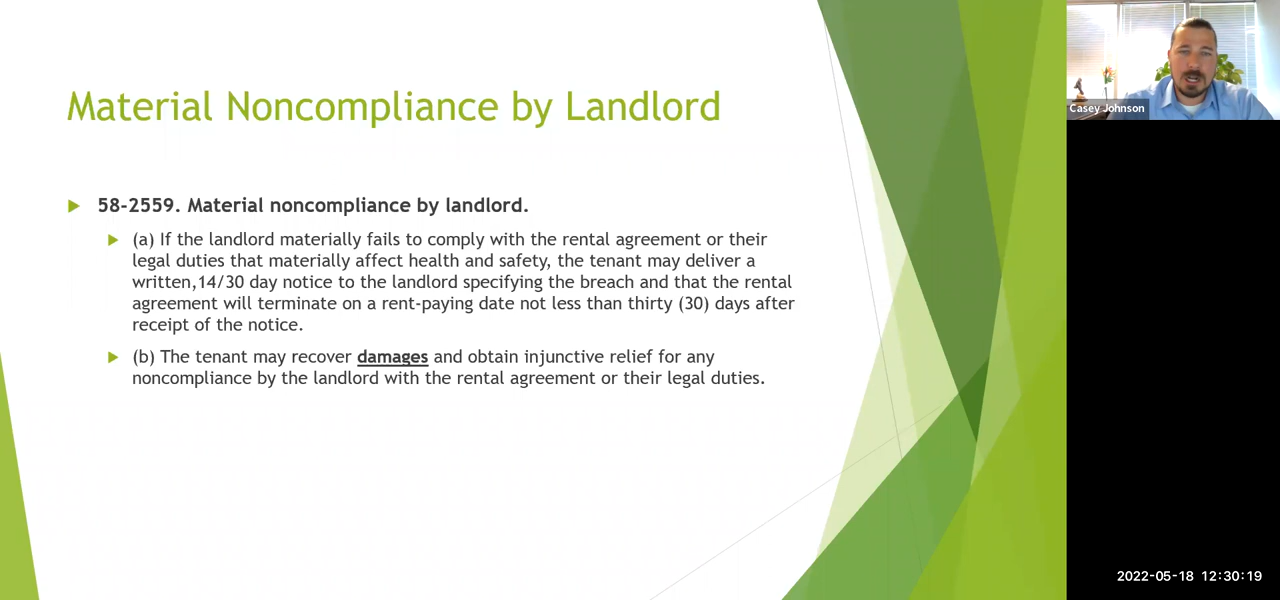 Material Noncompliance by Landlord
58-2559. Material noncompliance by landlord.
(a) If the landlord materially fails to comply with the rental agreement or their
legal duties that materially affect health and safety, the tenant may deliver a
written,14/30 day notice to the landlord specifying the breach and that the rental
agreement will terminate on a rent-paying date not less than thirty (30) days after
receipt of the notice.
(b) The tenant may recover damages and obtain injunctive relief for any
noncompliance by the landlord with the rental agreement or their legal duties.
Casey Johnson
2022-05-18 12:30:19